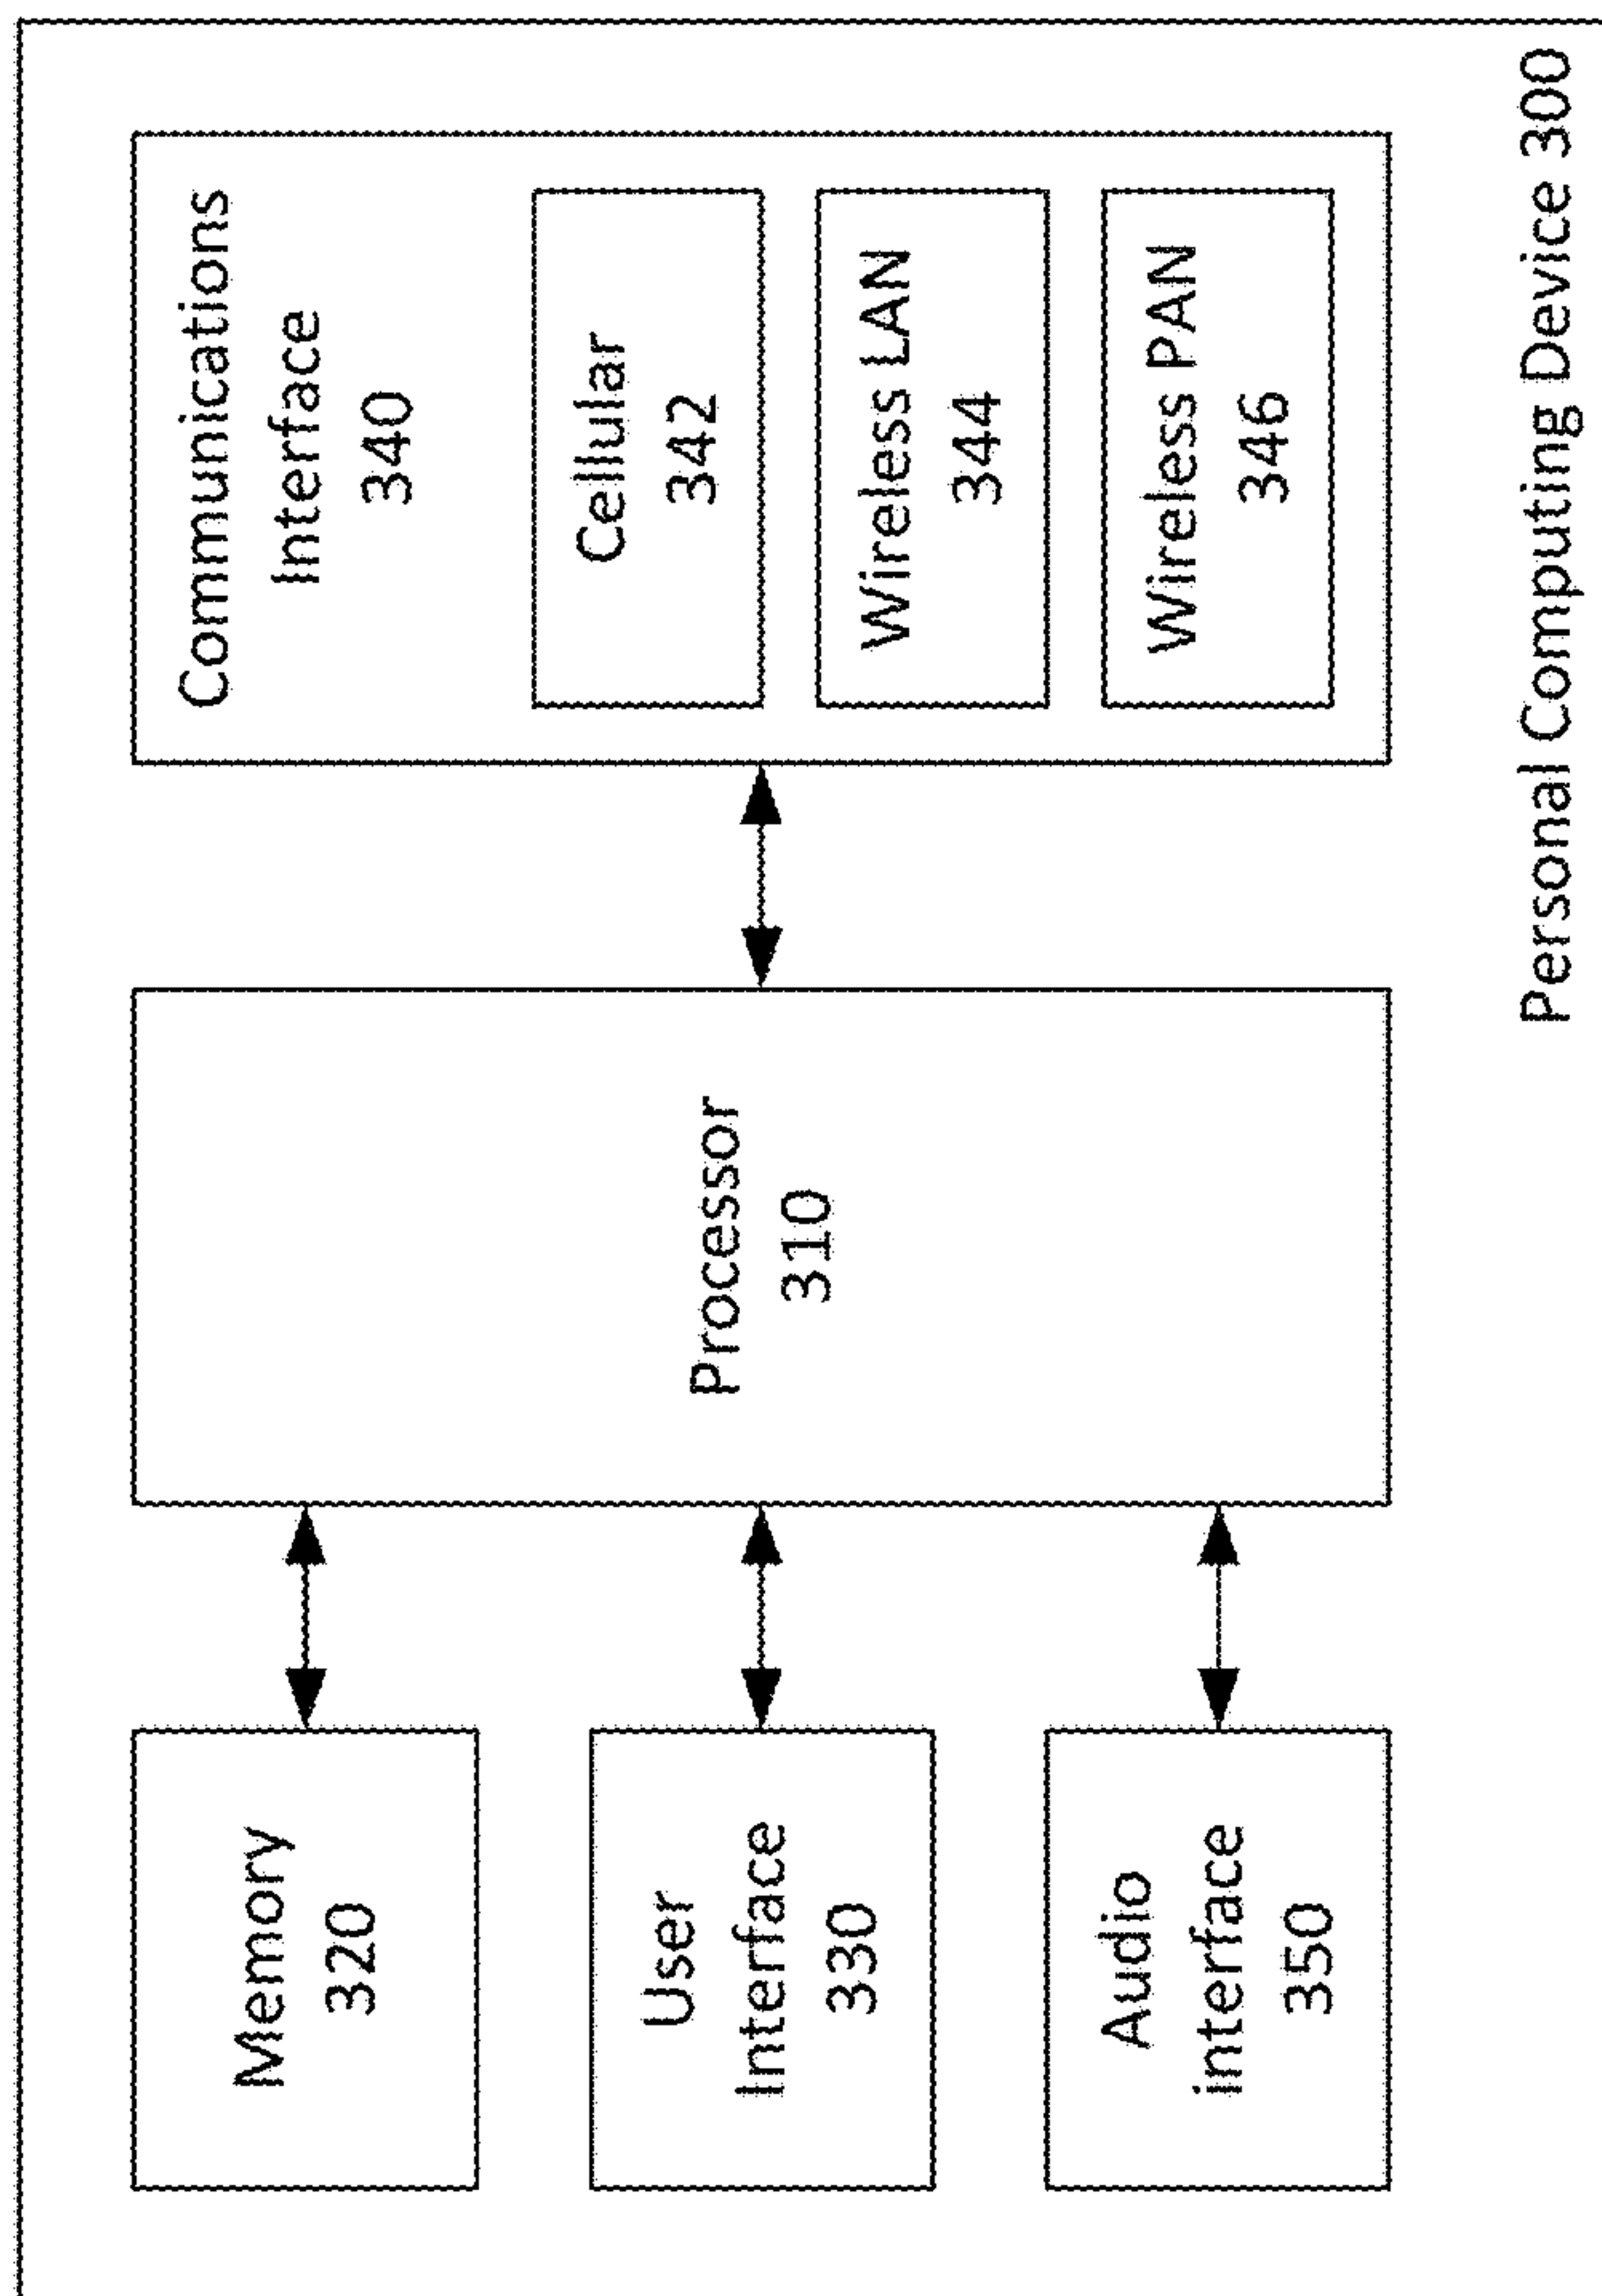 Memory
320
User
Interface
330
Audio
interface
350
Processor
310
Communications
Interface
340
Cellular
342
Wireless LAN
344
Wireless PAN
346
Personal Computing Device 300